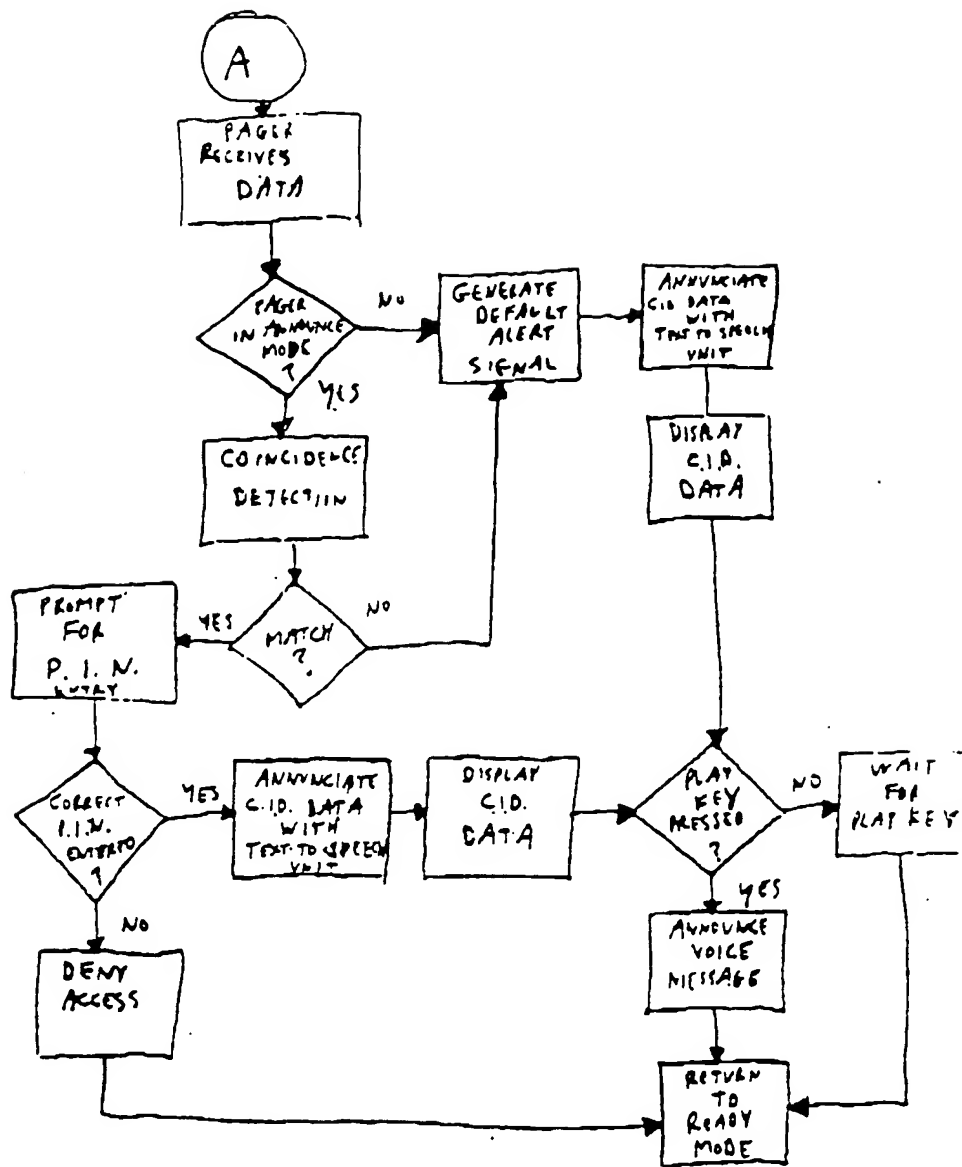 A
PAGER
RECEIVES
DATA
PAGER
IN ANNOUNCE
MODE
?
NO
YES
GENERATE
DEFAULT
ALERT
SIGNAL
ANNUNCIATE
CID DATA
WITH
TEXT TO SPEECH
UNIT
DISPLAY
C.I.D.
DATA
COINCIDENCE
DETECTION
MATCH
?
YES
NO
PROMPT
FOR
P. I. N.
ENTRY
CORRECT
P.I.N.
ENTERED
?
YES
NO
ANNUNCIATE
C.I.D. DATA
WITH
TEXT-TO-SPEECH
UNIT
DISPLAY
C.I.D.
DATA
PLAY
KEY
PRESSED
?
NO
YES
WAIT
FOR
PLAY KEY
DENY
ACCESS
ANNOUNCE
VOICE
MESSAGE
RETURN
TO
READY
MODE